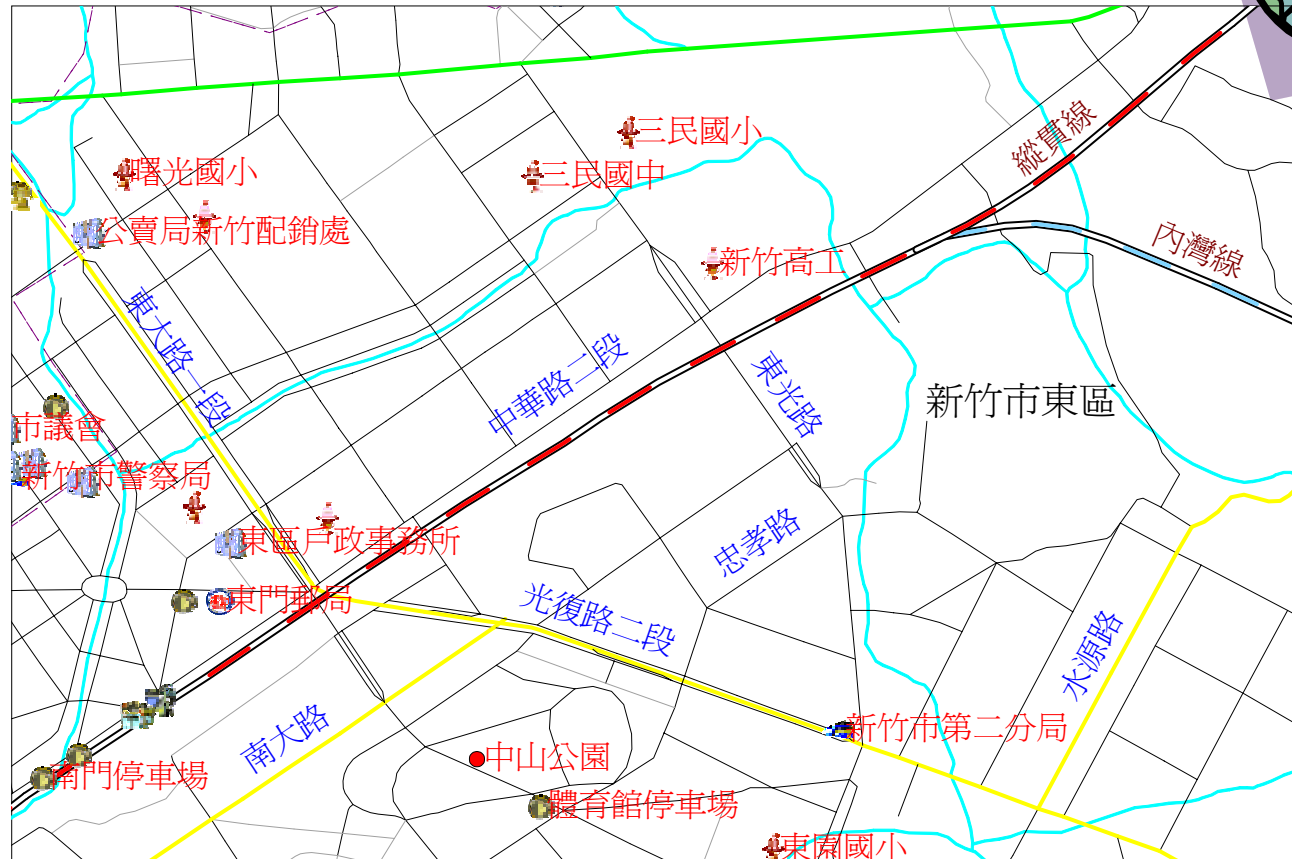 三民國小
縱貫線
曙光國小
三民國中
公賣局新竹配銷處
新竹高工
內灣線
東大路一段
中華路二段
東光路
新竹市東區
市議會
新竹市警察局
東區戶政事務所
忠孝路
東門郵局
光復路二段
水源路
南大路
新竹市第二分局
中山公園
南門停車場
體育館停車場
東園國小